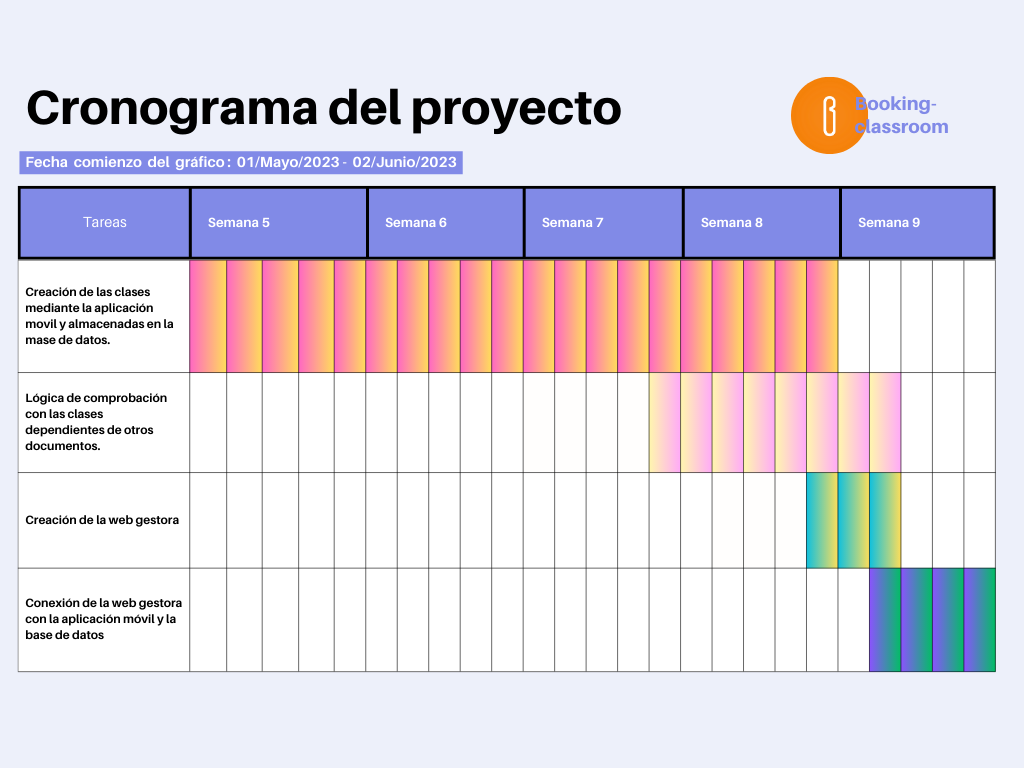 Cronograma del proyecto
Booking-
classroom
Fecha comienzo del gráfico: 01/Mayo/2023 - 02/Junio/2023
Tareas
Semana 5
Semana 6
Semana 7
Semana 8
Semana 9
Creación de las clases
mediante la aplicación
movil y almacenadas en la
mase de datos.
Lógica de comprobación
con las clases
dependientes de otros
documentos.
Creación de la web gestora
Conexión de la web gestora
con la aplicación móvil y la
base de datos